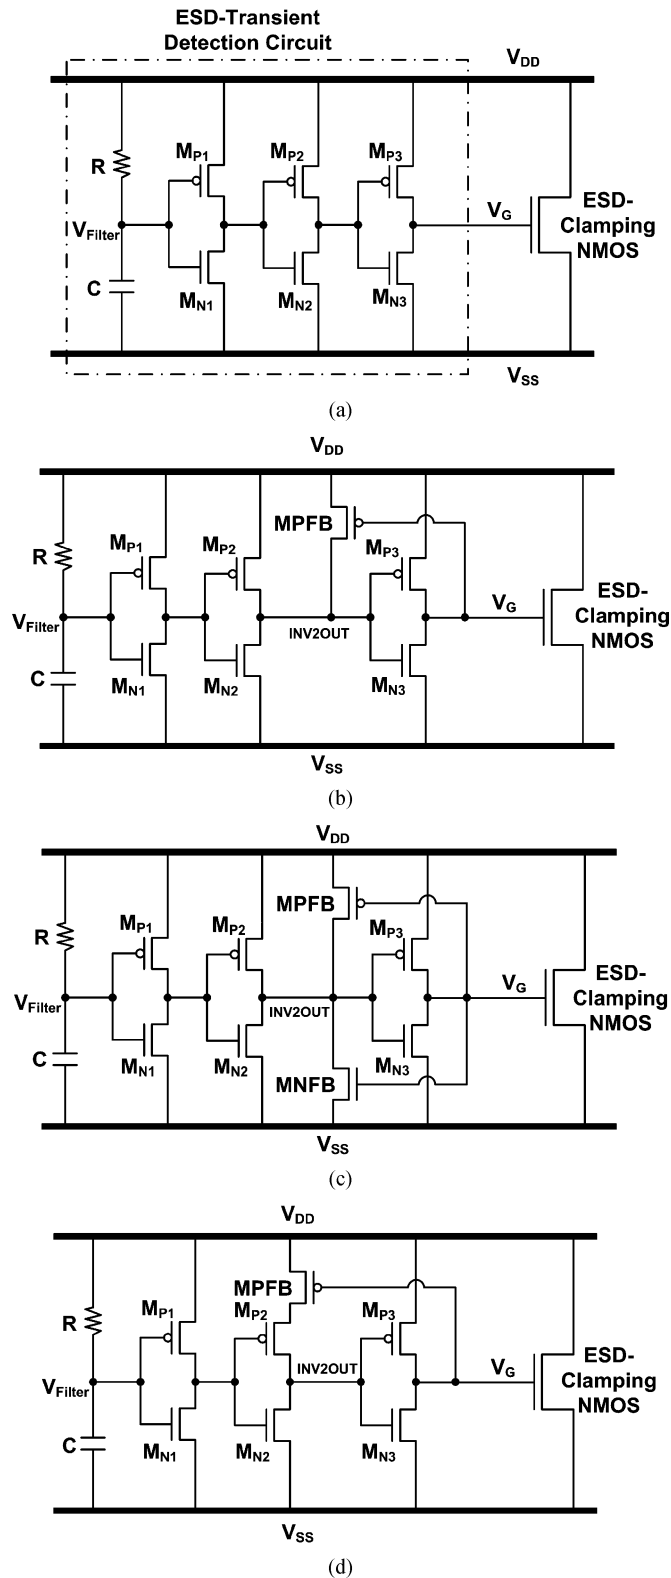 ESD-Transient
Detection Circuit
VDD
R
MP1
MP2
MP3
VFilter
VG
ESD-
Clamping
NMOS
C
MN1
MN2
MN3
VSS
(a)
VDD
MPFB
R
MP1
MP2
MP3
VFilter
INV2OUT
VG
ESD-
Clamping
NMOS
C
MN1
MN2
MN3
VSS
(b)
VDD
MPFB
R
MP1
MP2
MP3
VFilter
INV2OUT
VG
ESD-
Clamping
NMOS
C
MN1
MN2
MN3
MNFB
VSS
(c)
VDD
MPFB
R
MP1
MP2
MP3
VFilter
INV2OUT
VG
ESD-
Clamping
NMOS
C
MN1
MN2
MN3
VSS
(d)